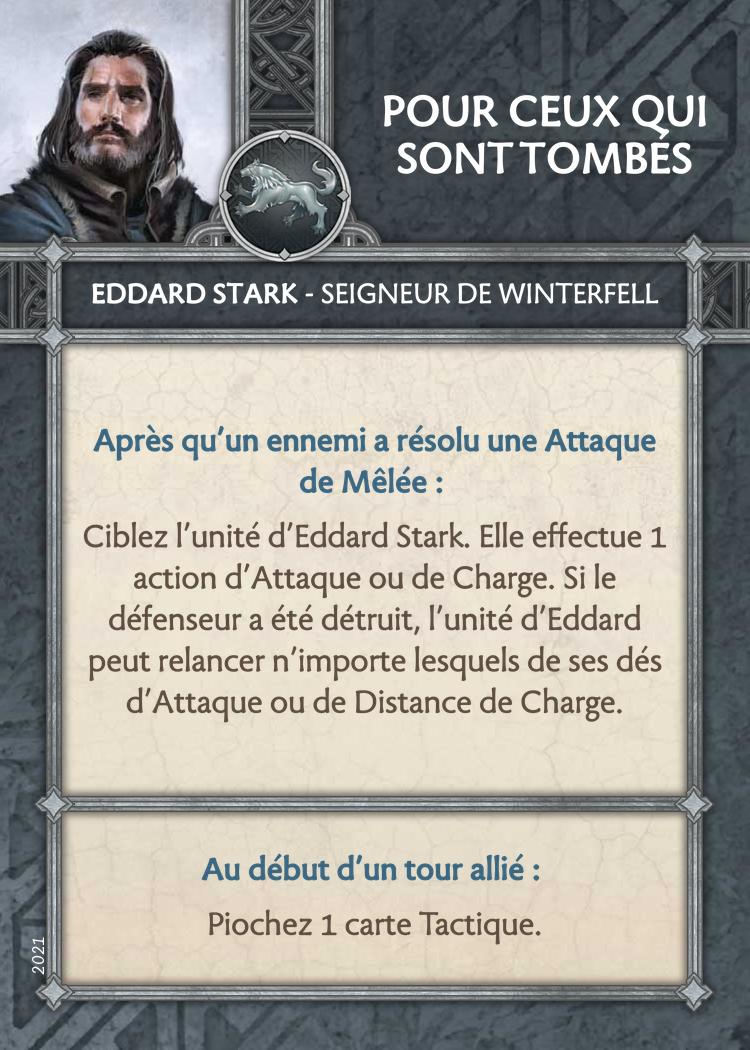 POUR CEUX QUI
SONT TOMBÉS
EDDARD STARK - SEIGNEUR DE WINTERFELL
Après qu'un ennemi a résolu une Attaque
de Mêlée :
Ciblez l'unité d'Eddard Stark. Elle effectue 1
action d'Attaque ou de Charge. Si le
défenseur a été détruit, l'unité d'Eddard
peut relancer n'importe lesquels de ses dés
d'Attaque ou de Distance de Charge.
Au début d'un tour allié :
Piochez 1 carte Tactique.
2021